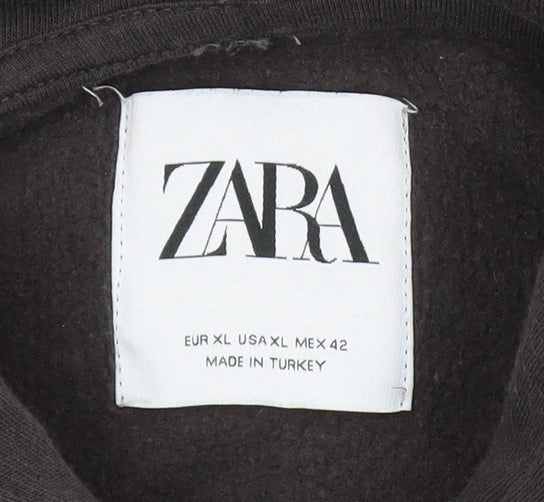 ZARA
EUR XL USA XL MEX 42
MADE IN TURKEY